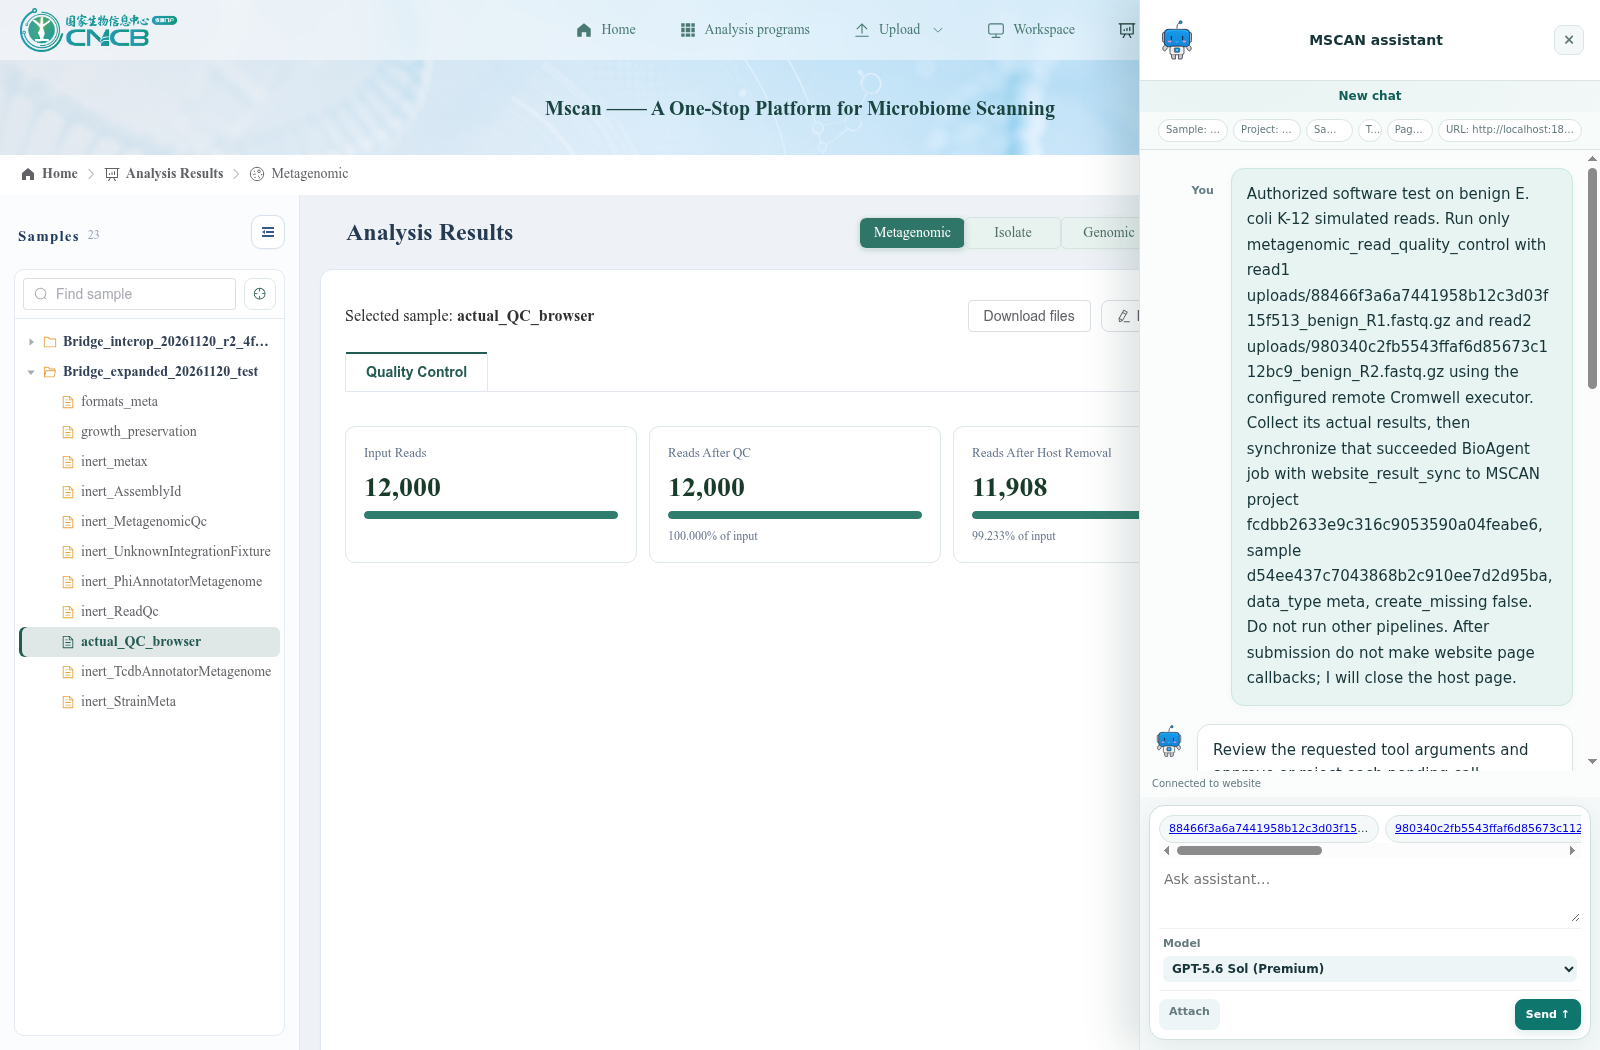 国家生物信息中心
CNCB
Home
Analysis programs
Upload
Workspace
Mscan —— A One-Stop Platform for Microbiome Scanning
Home
Analysis Results
Metagenomic
Samples 23
Find sample
Bridge_interop_20261120_r2_4f...
Bridge_expanded_20261120_test
formats_meta
growth_preservation
inert_metax
inert_AssemblyId
inert_MetagenomicQc
inert_UnknownIntegrationFixture
inert_PhiAnnotatorMetagenome
inert_ReadQc
actual_QC_browser
inert_TcdbAnnotatorMetagenome
inert_StrainMeta
Analysis Results
Metagenomic
Isolate
Genomic
Selected sample: actual_QC_browser
Download files
Quality Control
Input Reads
12,000
Reads After QC
12,000
100.000% of input
Reads After Host Removal
11,908
99.233% of input
MSCAN assistant
×
New chat
Sample: ...
Project: ...
Sa...
T...
Pag...
URL: http://localhost:18...
You
Authorized software test on benign E.
coli K-12 simulated reads. Run only
metagenomic_read_quality_control with
read1
uploads/88466f3a6a7441958b12c3d03f
15f513_benign_R1.fastq.gz and read2
uploads/980340c2fb5543ffaf6d85673c1
12bc9_benign_R2.fastq.gz using the
configured remote Cromwell executor.
Collect its actual results, then
synchronize that succeeded BioAgent
job with website_result_sync to MSCAN
project
fcdbb2633e9c316c9053590a04feabe6,
sample
d54ee437c7043868b2c910ee7d2d95ba,
data_type meta, create_missing false.
Do not run other pipelines. After
submission do not make website page
callbacks; I will close the host page.
Review the requested tool arguments and
approve or reject each pending call
Connected to website
88466f3a6a7441958b12c3d03f15...
980340c2fb5543ffaf6d85673c112
Ask assistant...
Model
GPT-5.6 Sol (Premium)
Attach
Send ↑